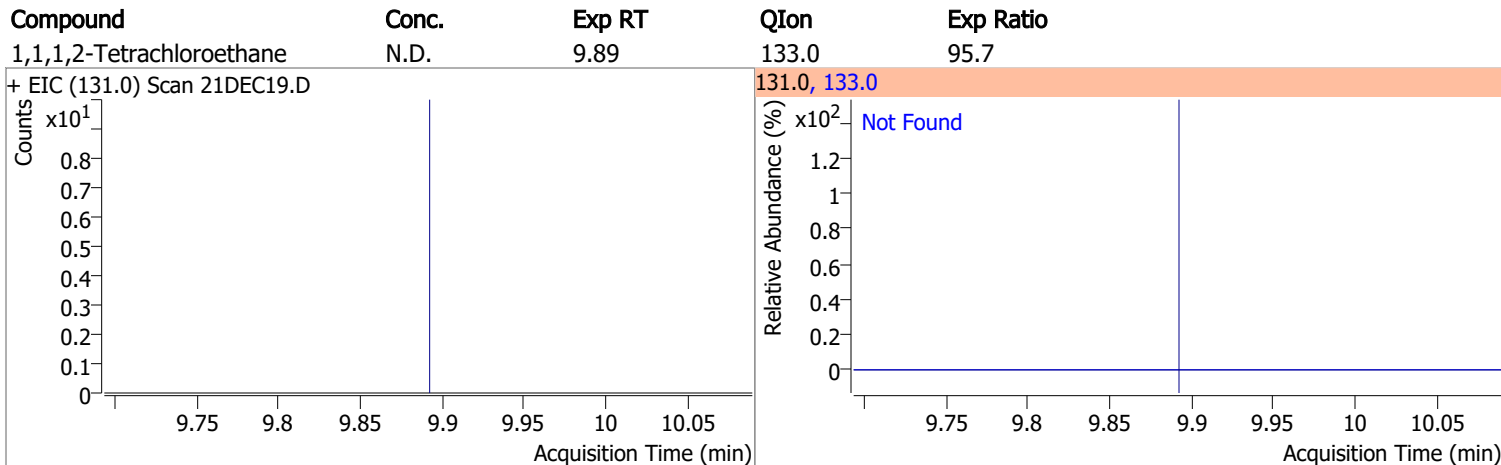 Compound Conc. Exp RT QIon Exp Ratio
1,1,1,2-Tetrachloroethane N.D. 9.89 133.0 95.7
+ EIC (131.0) Scan 21DEC19.D
Counts
x10¹
0.8
0.7
0.6
0.5
0.4
0.3
0.2
0.1
0
9.75 9.8 9.85 9.9 9.95 10 10.05
Acquisition Time (min)
131.0, 133.0
Relative Abundance (%)
x10²
Not Found
1.2
1
0.8
0.6
0.4
0.2
0
9.75 9.8 9.85 9.9 9.95 10 10.05
Acquisition Time (min)